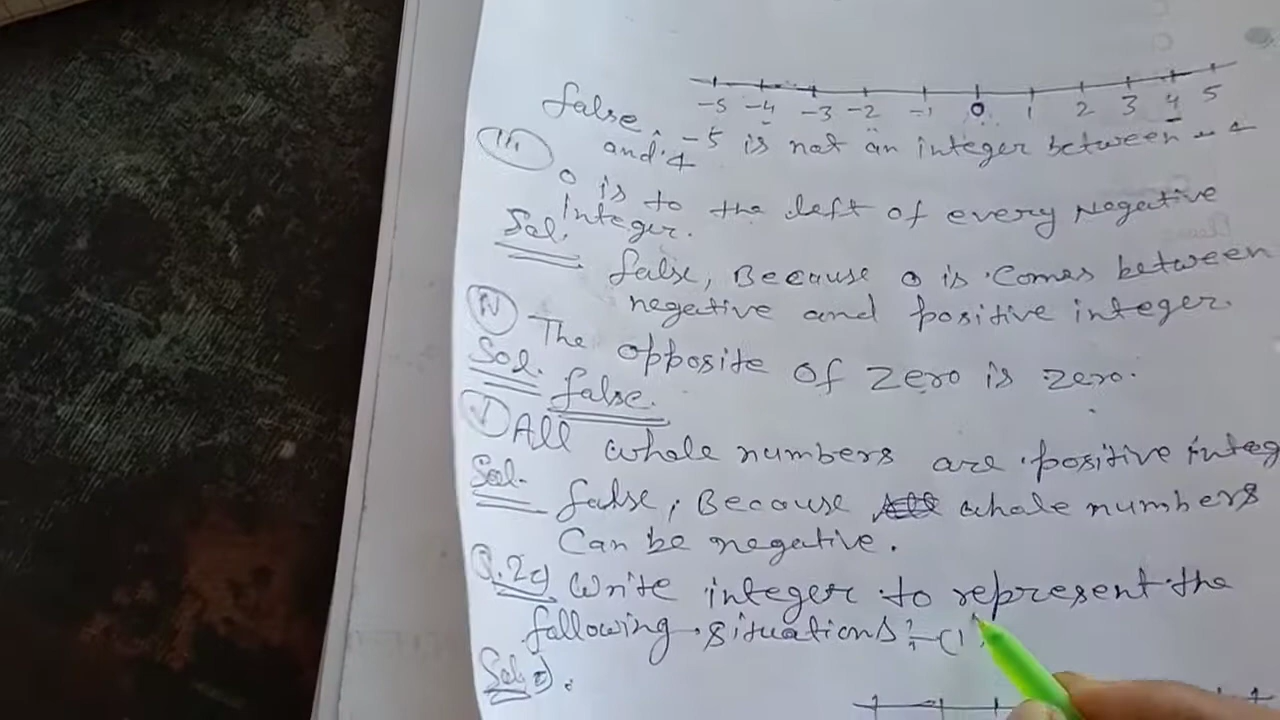 -5 -4 -3 -2 -1 0 1 2 3 4 5
false. -5 is not an integer between
and 4
0 is to the left of every Negative
integer.
Sol. false, Because 0 is comes between
negative and positive integer.
(iv) The opposite of zero is zero.
Sol. false.
(v) All whole numbers are positive integ
Sol. false, Because whole numbers
Can be negative.
Q.2 Write integer to represent the
following situations :- (1)
Sol